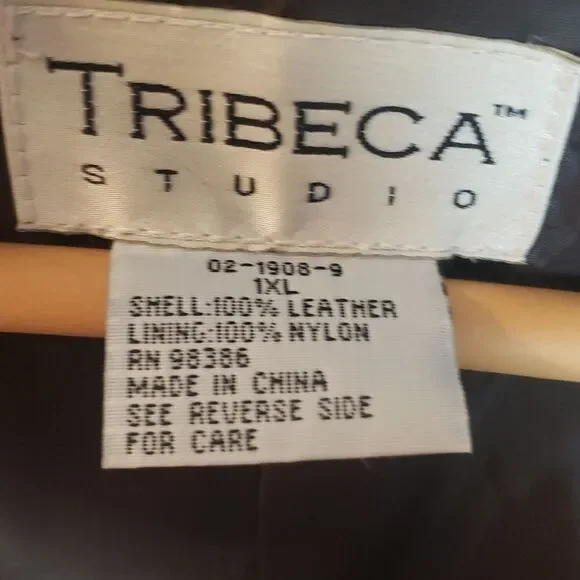 TRIBECA™
STUDIO
02-1908-9
1XL
SHELL:100% LEATHER
LINING:100% NYLON
RN 98386
MADE IN CHINA
SEE REVERSE SIDE
FOR CARE